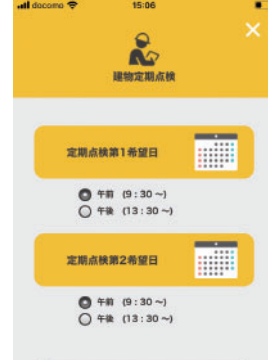 docomo 15:06
建物定期点検
定期点検第1希望日
午前 (9:30〜)
午後 (13:30〜)
定期点検第2希望日
午前 (9:30〜)
午後 (13:30〜)